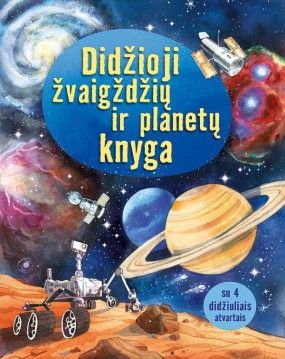 Didžioji
žvaigždžių
ir planetų
knyga
su 4
didžiuliais
atvartais